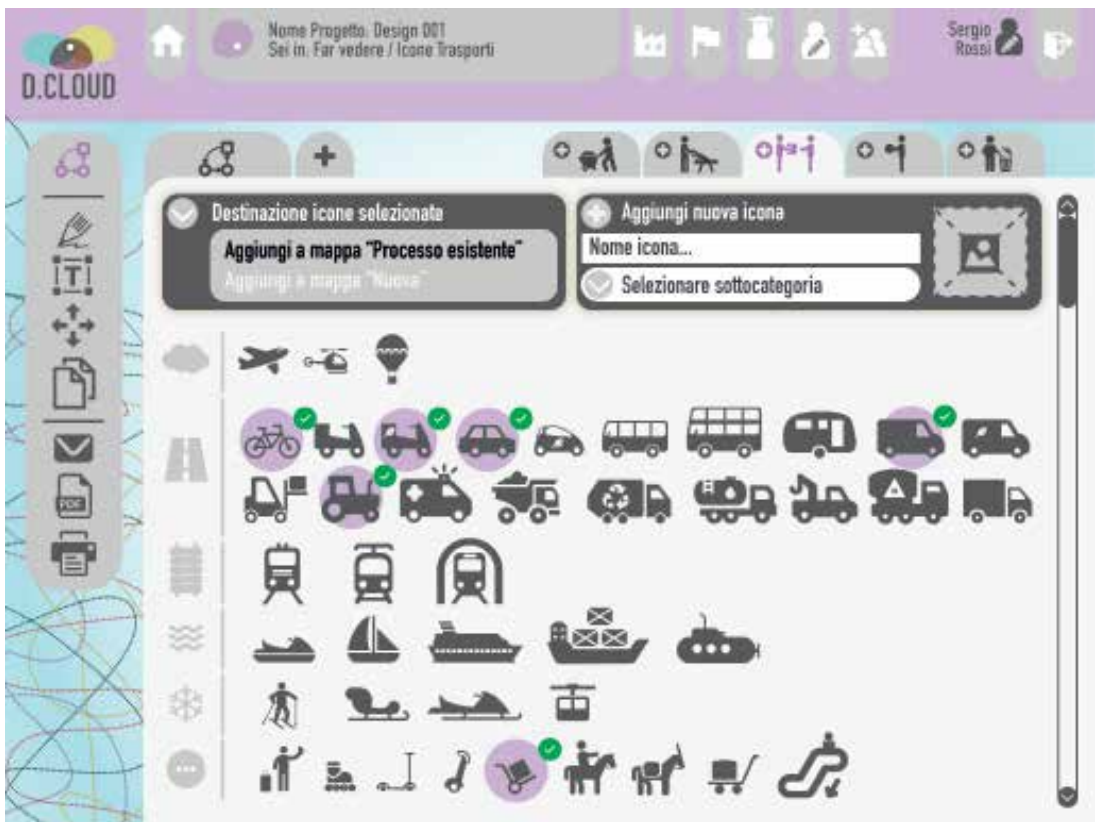 Nome Progetto: Design 001
Sei in: Far vedere / Icone Trasporti
Sergio
Rossi
D.CLOUD
Destinazione icone selezionate
Aggiungi a mappa "Processo esistente"
Aggiungi a mappa "Nuova"
Aggiungi nuova icona
Nome icona...
Selezionare sottocategoria
T
PDF